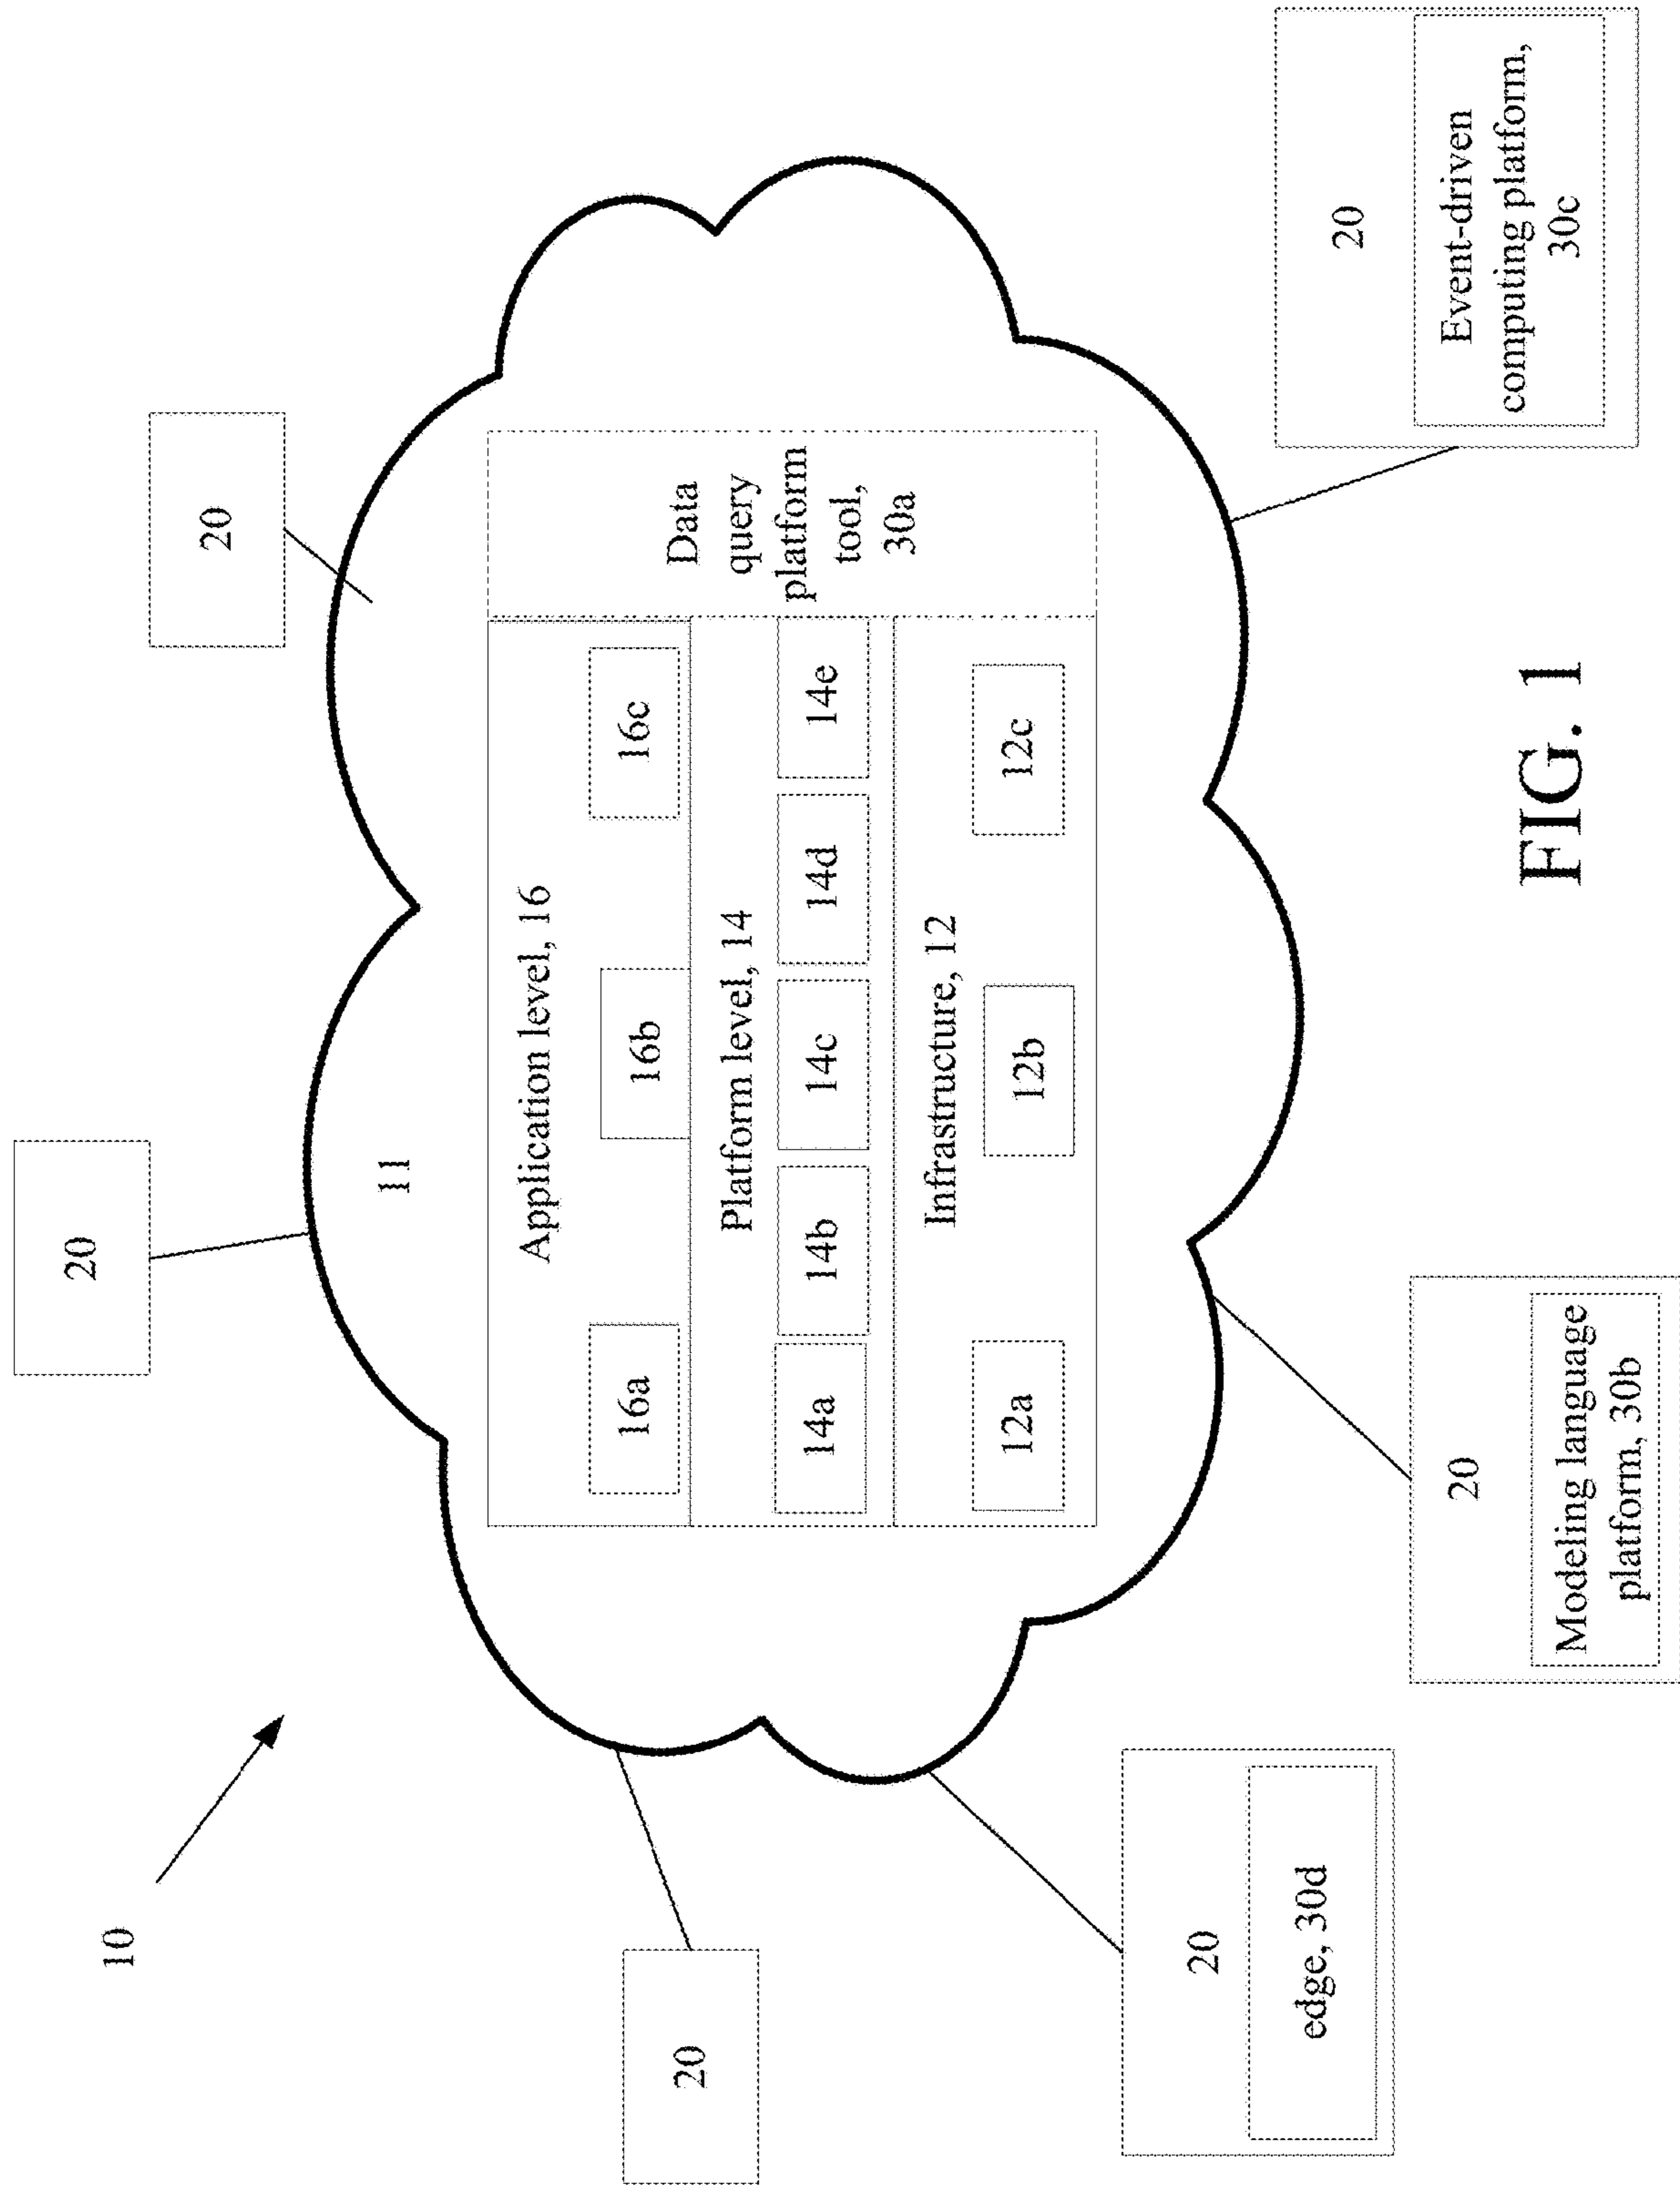 10
20
20
20
11
Application level, 16
16a
16b
16c
Platform level, 14
14a
14b
14c
14d
14e
Infrastructure, 12
12a
12b
12c
Data
query
platform
tool,
30a
20
edge, 30d
20
Modeling language
platform, 30b
20
Event-driven
computing platform,
30c
FIG. 1